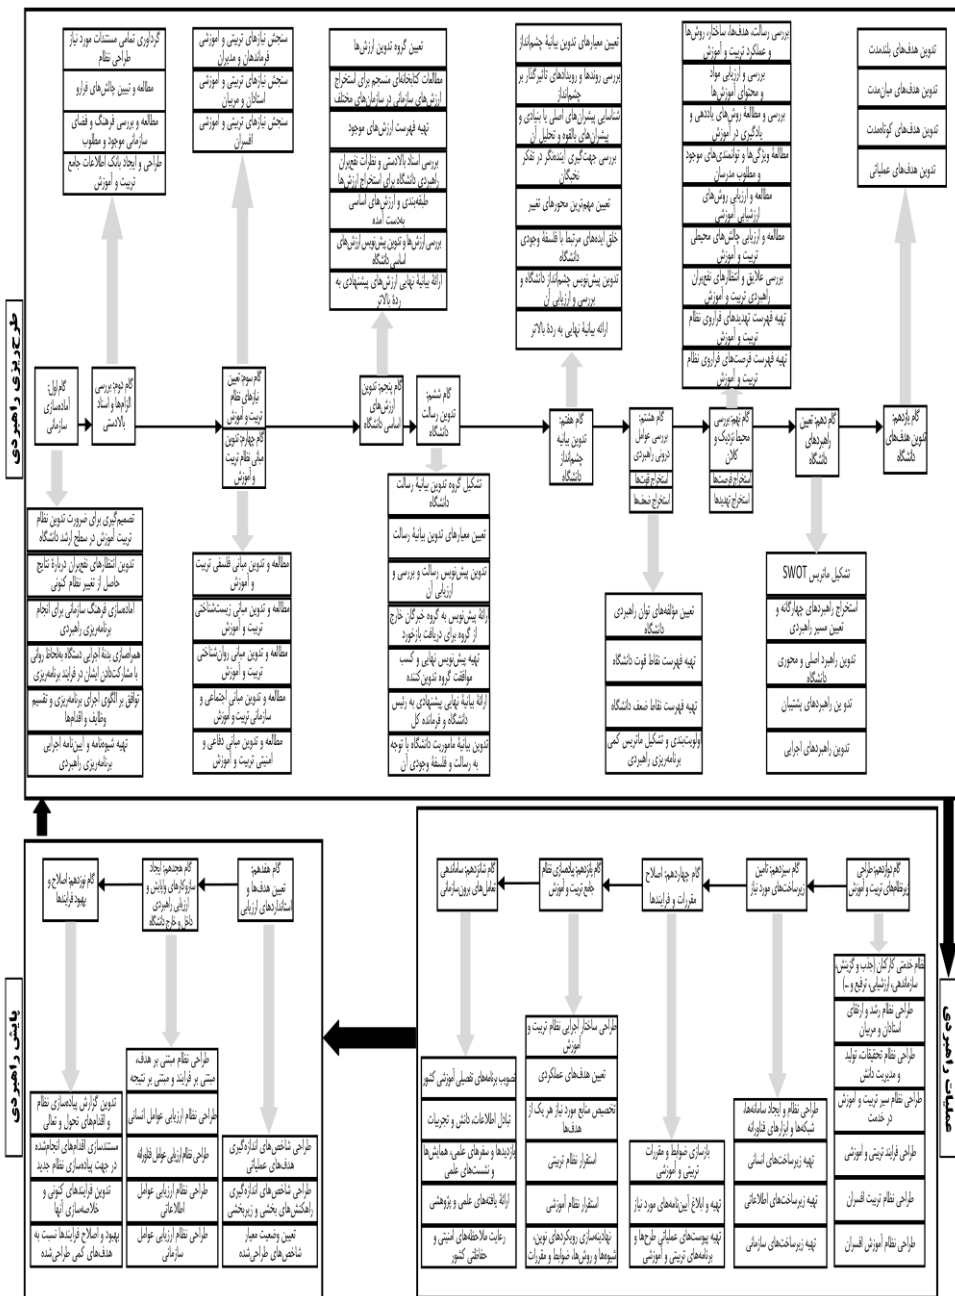 طرح‌ریزی راهبردی
گردآوری تمامی مستندات مورد نیاز
طراحی نظام
مطالعه و تبیین چالش‌های فرارو
مطالعه و بررسی فرهنگ و فضای
سازمانی موجود و مطلوب
طراحی و ایجاد بانک اطلاعات جامع
تربیت و آموزش
سنجش نیازهای تربیتی و آموزشی
فرماندهان و مدیران
سنجش نیازهای تربیتی و آموزشی
استادان و مربیان
سنجش نیازهای تربیتی و آموزشی
افسران
تعیین گروه تدوین ارزش‌ها
مطالعات کتابخانه‌ای منسجم برای استخراج
ارزش‌های سازمانی در سازمان‌های مختلف
تهیه فهرست ارزش‌های موجود
بررسی اسناد بالادستی و نظرات نفع‌بران
راهبردی دانشگاه برای استخراج ارزش‌ها
طبقه‌بندی و ارزش‌های اساسی
به‌دست آمده
بررسی ارزش‌ها و تدوین پیش‌نویس ارزش‌های
اساسی دانشگاه
ارائهٔ بیانیهٔ نهایی ارزش‌های پیشنهادی به
ردهٔ بالاتر
تعیین معیارهای تدوین بیانیهٔ چشم‌انداز
بررسی روندها و رویدادهای تاثیرگذار بر
چشم‌انداز
شناسایی پیشران‌های اصلی یا بنیادی و
پیشران‌های بالقوه و تحلیل آن
بررسی جهت‌گیری آینده‌نگر در تفکر
نخبگان
تعیین مهم‌ترین محورهای تغییر
خلق ایده‌های مرتبط با فلسفهٔ وجودی
دانشگاه
تدوین پیش‌نویس چشم‌انداز دانشگاه و
بررسی و ارزیابی آن
ارائه بیانیهٔ نهایی به ردهٔ بالاتر
بررسی رسالت، هدف‌ها، ساختار، روش‌ها
و عملکرد تربیت و آموزش
بررسی و ارزیابی مواد
و محتوای آموزش‌ها
بررسی و مطالعهٔ روش‌های یاددهی و
یادگیری در آموزش
مطالعهٔ ویژگی‌ها و توانمندی‌های موجود
و مطلوب مدرسان
مطالعه و ارزیابی روش‌های
ارزشیابی آموزشی
مطالعه و ارزیابی چالش‌های محیطی
تربیت و آموزش
بررسی علایق و انتظارهای نفع‌بران
راهبردی تربیت و آموزش
تهیه فهرست تهدیدهای فراروی نظام
تربیت و آموزش
تهیه فهرست فرصت‌های فراروی نظام
تربیت و آموزش
تدوین هدف‌های بلندمدت
تدوین هدف‌های میان‌مدت
تدوین هدف‌های کوتاه‌مدت
تدوین هدف‌های عملیاتی
گام اول:
آماده‌سازی
سازمانی
گام دوم: بررسی
الزام‌ها و اسناد
بالادستی
گام سوم: تعیین
نیازهای نظام
تربیت و آموزش
گام چهارم: تدوین
مبانی نظام تربیت
و آموزش
گام پنجم: تدوین
ارزش‌های
اساسی دانشگاه
گام ششم:
تدوین رسالت
دانشگاه
گام هفتم:
تدوین بیانیه
چشم‌انداز
دانشگاه
گام هشتم:
بررسی عوامل
درونی راهبردی
استخراج قوت‌ها
استخراج ضعف‌ها
گام نهم: بررسی
محیط نزدیک و
کلان
استخراج فرصت‌ها
استخراج تهدیدها
گام دهم: تعیین
راهبردهای
دانشگاه
گام یازدهم:
تدوین هدف‌های
دانشگاه
تصمیم‌گیری برای ضرورت تدوین نظام
تربیت آموزش در سطح ارشد دانشگاه
تدوین انتظارهای نفع‌بران دربارهٔ نتایج
حاصل از تغییر نظام کنونی
آماده‌سازی فرهنگ سازمانی برای انجام
برنامه‌ریزی راهبردی
همراه‌سازی بدنهٔ اجرایی دستگاه به‌لحاظ روانی
با مشارکت‌دادن ایشان در فرایند برنامه‌ریزی
توافق بر الگوی اجرای برنامه‌ریزی و تقسیم
وظایف و اقدام‌ها
تهیه شیوه‌نامه و آیین‌نامه اجرایی
برنامه‌ریزی راهبردی
مطالعه و تدوین مبانی فلسفی تربیت
و آموزش
مطالعه و تدوین مبانی زیست‌شناختی
تربیت و آموزش
مطالعه و تدوین مبانی روان‌شناختی
تربیت و آموزش
مطالعه و تدوین مبانی اجتماعی و
سازمانی تربیت و آموزش
مطالعه و تدوین مبانی دفاعی و
امنیتی تربیت و آموزش
تشکیل گروه تدوین بیانیهٔ رسالت
دانشگاه
تعیین معیارهای تدوین بیانیهٔ رسالت
تدوین پیش‌نویس رسالت و بررسی و
ارزیابی آن
ارائهٔ پیش‌نویس به گروه خبرگان خارج
از گروه برای دریافت بازخورد
تهیه پیش‌نویس نهایی و کسب
موافقت گروه تدوین‌کننده
ارائهٔ بیانیهٔ نهایی پیشنهادی به رئیس
دانشگاه و فرمانده کل
تدوین بیانیهٔ ماموریت دانشگاه با توجه
به رسالت و فلسفهٔ وجودی آن
تعیین مؤلفه‌های توان راهبردی
دانشگاه
تهیه فهرست نقاط قوت دانشگاه
تهیه فهرست نقاط ضعف دانشگاه
اولویت‌بندی و تشکیل ماتریس کمی
برنامه‌ریزی راهبردی
تشکیل ماتریس SWOT
استخراج راهبردهای چهارگانه و
تعیین مسیر راهبردی
تدوین راهبرد اصلی و محوری
دانشگاه
تدوین راهبردهای پشتیبان
تدوین راهبردهای اجرایی
عملیات راهبردی
گام دوازدهم: طراحی
زیرنظام‌های تربیت و آموزش
گام سیزدهم: تامین
زیرساخت‌های مورد نیاز
گام چهاردهم: اصلاح
مقررات و فرایندها
گام پانزدهم: پیاده‌سازی نظام
جامع تربیت و آموزش
گام شانزدهم: ساماندهی
تعامل‌های برون‌سازمانی
نظام خدمتی کارکنان (جذب و گزینش،
سازماندهی، ارزشیابی، ترفیع و ...)
طراحی نظام رشد و ارتقای
استادان و مربیان
طراحی نظام تحقیقات، تولید
و مدیریت دانش
طراحی نظام سیر تربیت و آموزش
در خدمت
طراحی فرایند تربیتی و آموزشی
طراحی نظام تربیت افسران
طراحی نظام آموزش افسران
طراحی نظام و ایجاد سامانه‌ها،
شبکه‌ها و ابزارهای فناورانه
تهیه زیرساخت‌های انسانی
تهیه زیرساخت‌های اطلاعاتی
تهیه زیرساخت‌های سازمانی
بازسازی ضوابط و مقررات
تربیتی و آموزشی
تهیه و ابلاغ آیین‌نامه‌های مورد نیاز
تهیه پیوست‌های عملیاتی طرح‌ها و
برنامه‌های تربیتی و آموزشی
طراحی ساختار اجرایی نظام تربیت و
آموزش
تعیین هدف‌های عملکردی
تخصیص منابع مورد نیاز هر یک از
هدف‌ها
استقرار نظام تربیتی
استقرار نظام آموزشی
نهادینه‌سازی رویکردهای نوین،
شیوه‌ها و روش‌ها، ضوابط و مقررات
تصویب برنامه‌های تفصیلی آموزشی کشور
تبادل اطلاعات، دانش و تجربیات
بازدیدها و سفرهای علمی، همایش‌ها
و نشست‌های علمی
ارائهٔ یافته‌های علمی و پژوهشی
رعایت ملاحظه‌های امنیتی و
حفاظتی کشور
پایش راهبردی
گام هفدهم:
تعیین هدف‌ها و
استانداردهای ارزیابی
گام هجدهم: ایجاد
سازوکارهای وپایش و
ارزیابی راهبردی
داخل و خارج دانشگاه
گام نوزدهم: اصلاح و
بهبود فرایندها
طراحی شاخص‌های اندازه‌گیری
هدف‌های عملیاتی
طراحی شاخص‌های اندازه‌گیری
راهکنش‌های بخشی و زیربخشی
تعیین وضعیت معیار
شاخص‌های طراحی‌شده
طراحی نظام مبتنی بر هدف،
مبتنی بر فرایند و مبتنی بر نتیجه
طراحی نظام ارزیابی عوامل انسانی
طراحی نظام ارزیابی عوامل فناورانه
طراحی نظام ارزیابی عوامل
اطلاعاتی
طراحی نظام ارزیابی عوامل
سازمانی
تدوین گزارش پیاده‌سازی نظام
و اقدام‌های تحول و تعالی
مستندسازی اقدام‌های انجام‌شده
در جهت پیاده‌سازی نظام جدید
تدوین فرایندهای کنونی و
خلاصه‌سازی آنها
بهبود و اصلاح فرایندها نسبت به
هدف‌های کمی طراحی‌شده